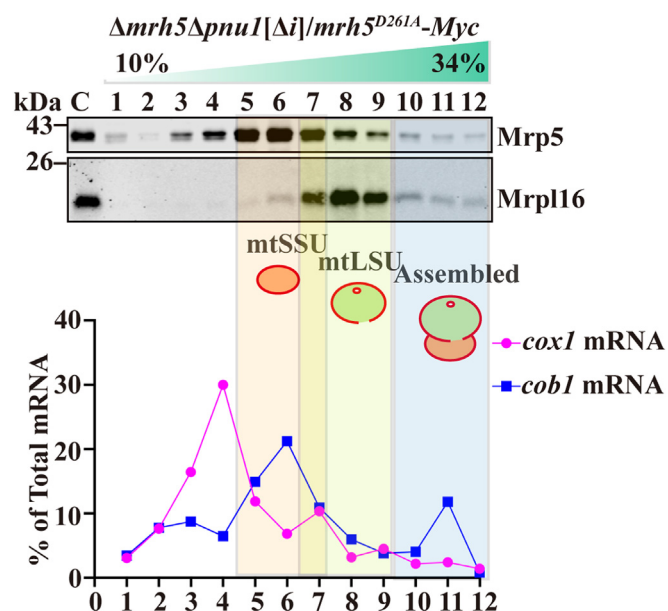 Δmrh5Δpnu1[Δi]/mrh5D261A-Myc
10% 34%
kDa C 1 2 3 4 5 6 7 8 9 10 11 12
43
Mrp5
26
Mrpl16
mtSSU mtLSU Assembled
40
30
20
10
0
% of Total mRNA
cox1 mRNA
cob1 mRNA
0 1 2 3 4 5 6 7 8 9 10 11 12